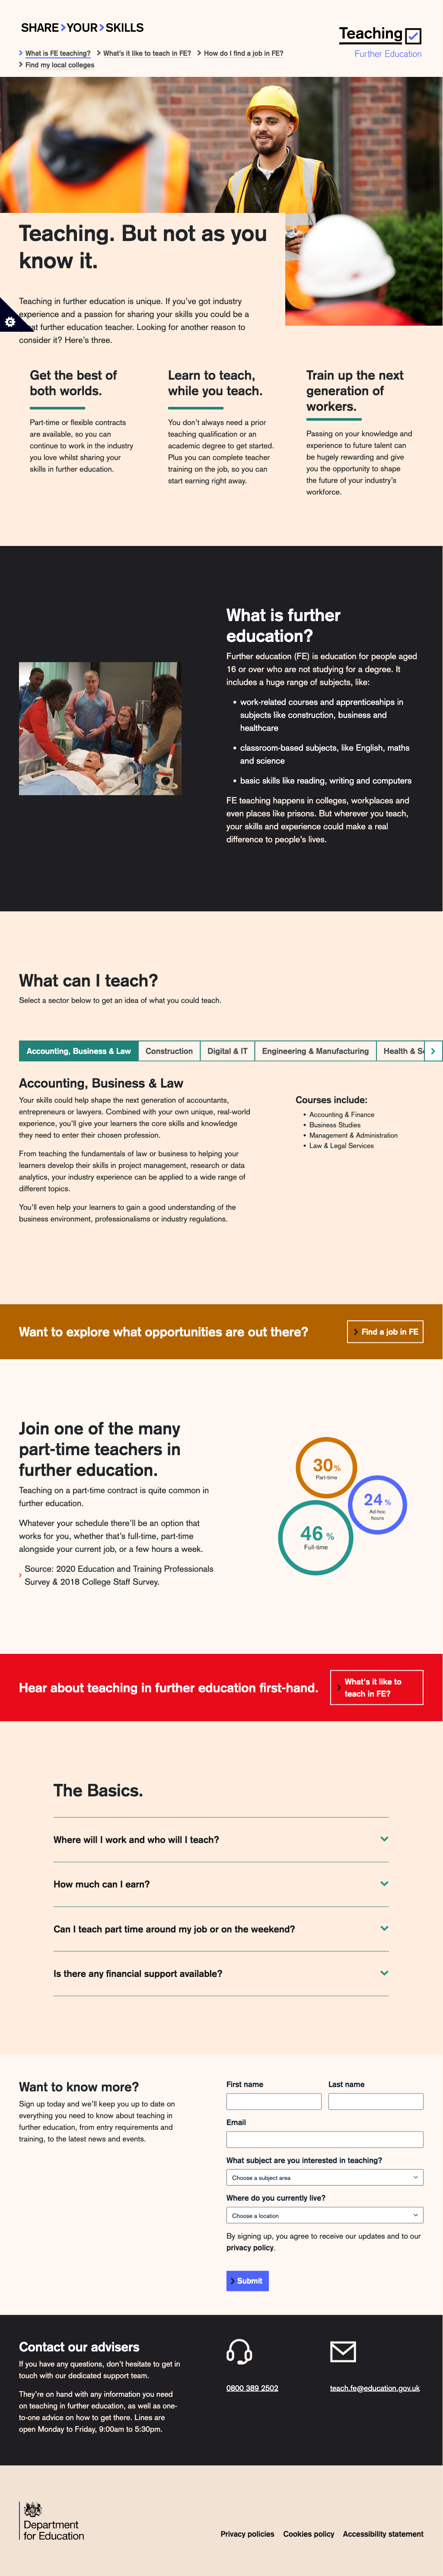 SHARE YOUR SKILLS
Teaching
Further Education
What is FE teaching?
What's it like to teach in FE?
How do I find a job in FE?
Find my local colleges
Teaching. But not as you
know it.
Teaching in further education is unique. If you've got industry
experience and a passion for sharing your skills you could be a
further education teacher. Looking for another reason to
consider it? Here's three.
Get the best of
both worlds.
Part-time or flexible contracts
are available, so you can
continue to work in the industry
you love whilst sharing your
skills in further education.
Learn to teach,
while you teach.
You don't always need a prior
teaching qualification or an
academic degree to get started.
Plus you can complete teacher
training on the job, so you can
start earning right away.
Train up the next
generation of
workers.
Passing on your knowledge and
experience to future talent can
be hugely rewarding and give
you the opportunity to shape
the future of your industry's
workforce.
What is further
education?
Further education (FE) is education for people aged
16 or over who are not studying for a degree. It
includes a huge range of subjects, like:
• work-related courses and apprenticeships in
subjects like construction, business and
healthcare
• classroom-based subjects, like English, maths
and science
• basic skills like reading, writing and computers
FE teaching happens in colleges, workplaces and
even places like prisons. But wherever you teach,
your skills and experience could make a real
difference to people's lives.
What can I teach?
Select a sector below to get an idea of what you could teach.
Accounting, Business & Law
Construction
Digital & IT
Engineering & Manufacturing
Health & S
Accounting, Business & Law
Your skills could help shape the next generation of accountants,
entrepreneurs or lawyers. Combined with your own unique, real-world
experience, you'll give your learners the core skills and knowledge
they need to enter their chosen profession.
From teaching the fundamentals of law or business to helping your
learners develop their skills in project management, research or data
analytics, your industry experience can be applied to a wide range of
different topics.
You'll even help your learners to gain a good understanding of the
business environment, professionalisms or industry regulations.
Courses include:
• Accounting & Finance
• Business Studies
• Management & Administration
• Law & Legal Services
Want to explore what opportunities are out there?
Find a job in FE
Join one of the many
part-time teachers in
further education.
Teaching on a part-time contract is quite common in
further education.
Whatever your schedule there'll be an option that
works for you, whether that's full-time, part-time
alongside your current job, or a few hours a week.
Source: 2020 Education and Training Professionals
Survey & 2018 College Staff Survey.
30%
Part-time
24 %
Ad-hoc
hours
46 %
Full-time
Hear about teaching in further education first-hand.
What's it like to
teach in FE?
The Basics.
Where will I work and who will I teach?
How much can I earn?
Can I teach part time around my job or on the weekend?
Is there any financial support available?
Want to know more?
Sign up today and we'll keep you up to date on
everything you need to know about teaching in
further education, from entry requirements and
training, to the latest news and events.
First name
Last name
Email
What subject are you interested in teaching?
Choose a subject area
Where do you currently live?
Choose a location
By signing up, you agree to receive our updates and to our
privacy policy.
Submit
Contact our advisers
If you have any questions, don't hesitate to get in
touch with our dedicated support team.
They're on hand with any information you need
on teaching in further education, as well as one-
to-one advice on how to get there. Lines are
open Monday to Friday, 9:00am to 5:30pm.
0800 389 2502
teach.fe@education.gov.uk
Department
for Education
Privacy policies
Cookies policy
Accessibility statement